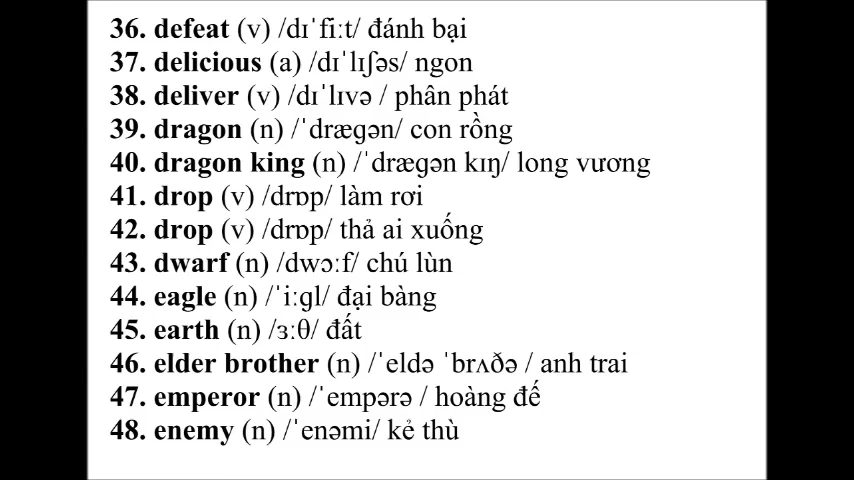 36. defeat (v) /dɪˈfiːt/ đánh bại
37. delicious (a) /dɪˈlɪʃəs/ ngon
38. deliver (v) /dɪˈlɪvə / phân phát
39. dragon (n) /ˈdræɡən/ con rồng
40. dragon king (n) /ˈdræɡən kɪŋ/ long vương
41. drop (v) /drɒp/ làm rơi
42. drop (v) /drɒp/ thả ai xuống
43. dwarf (n) /dwɔːf/ chú lùn
44. eagle (n) /ˈiːɡl/ đại bàng
45. earth (n) /ɜːθ/ đất
46. elder brother (n) /ˈeldə ˈbrʌðə / anh trai
47. emperor (n) /ˈempərə / hoàng đế
48. enemy (n) /ˈenəmi/ kẻ thù